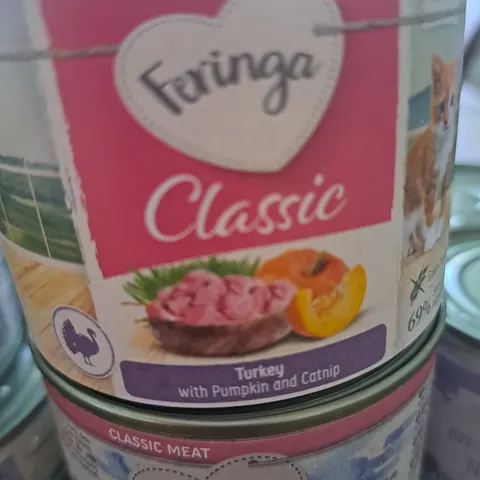 Feringa
Classic
69%
Turkey
with Pumpkin and Catnip
CLASSIC MEAT